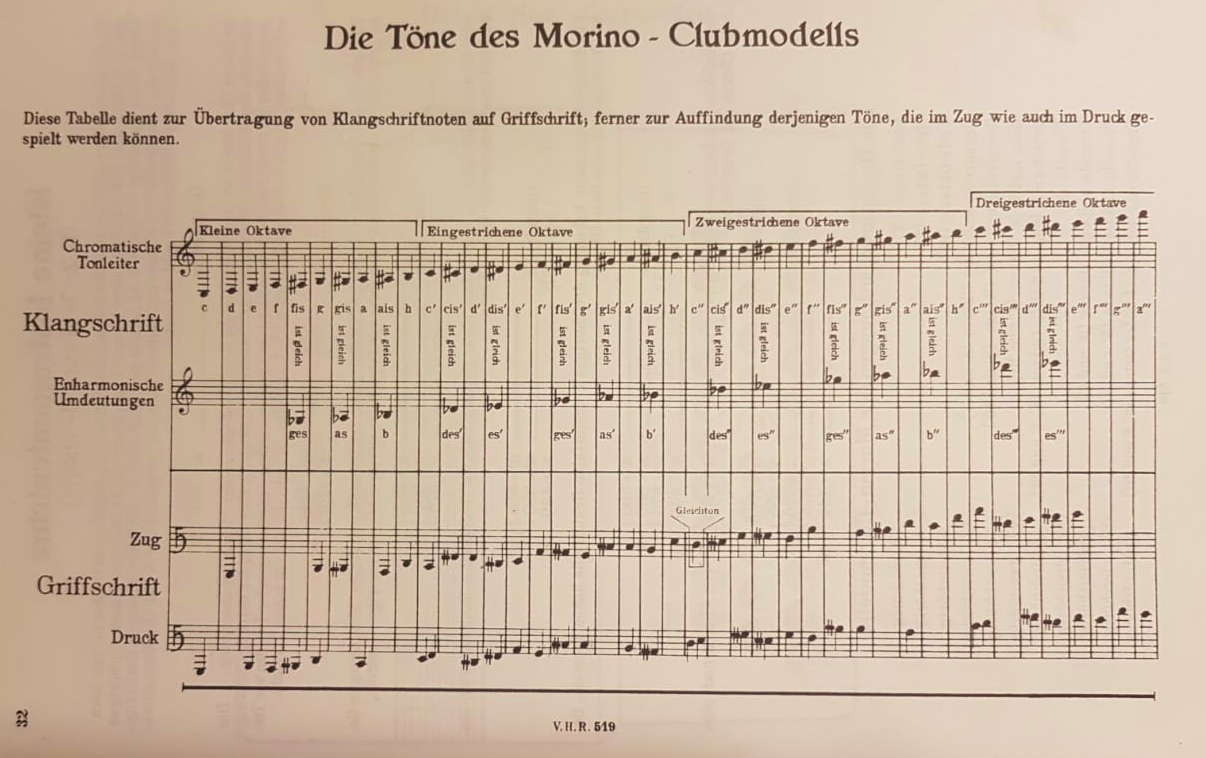 Die Töne des Morino - Clubmodells
Diese Tabelle dient zur Übertragung von Klangschriftnoten auf Griffschrift; ferner zur Auffindung derjenigen Töne, die im Zug wie auch im Druck ge-
spielt werden können.
Dreigestrichene Oktave
Kleine Oktave Eingestrichene Oktave Zweigestrichene Oktave
Chromatische
Tonleiter
c d e f fis g gis a ais h c' cis' d' dis' e' f' fis' g' gis' a' ais' h' c'' cis'' d'' dis'' e'' f'' fis'' g'' gis'' a'' ais'' h'' c''' cis''' d''' dis''' e''' f''' g''' a'''
Klangschrift
ist gleich ist gleich ist gleich ist gleich ist gleich ist gleich ist gleich ist gleich ist gleich ist gleich ist gleich ist gleich ist gleich ist gleich ist gleich
Enharmonische
Umdeutungen
ges as b des' es' ges' as' b' des'' es'' ges'' as'' b'' des''' es'''
Gleichton
Zug
Griffschrift
Druck
32
V.H.R. 519